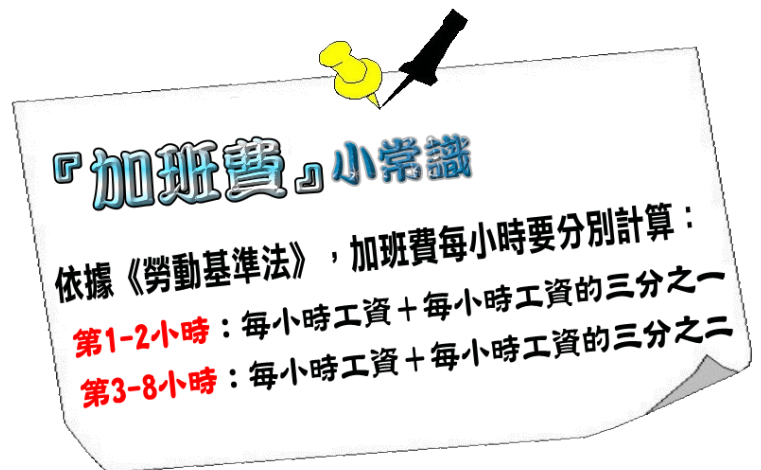 『加班費』小常識
依據《勞動基準法》，加班費每小時要分別計算：
第1-2小時：每小時工資＋每小時工資的三分之一
第3-8小時：每小時工資＋每小時工資的三分之二